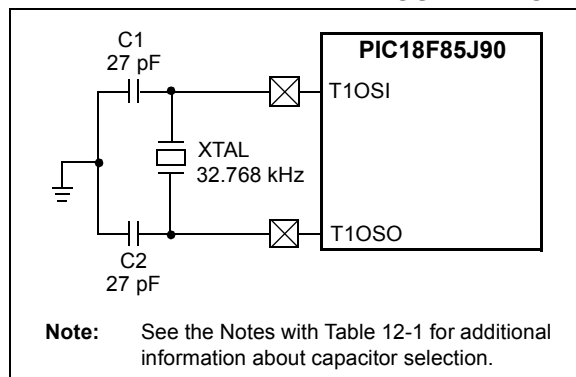 C1
27 pF
PIC18F85J90
T1OSI
XTAL
32.768 kHz
T1OSO
C2
27 pF
Note: See the Notes with Table 12-1 for additional
information about capacitor selection.